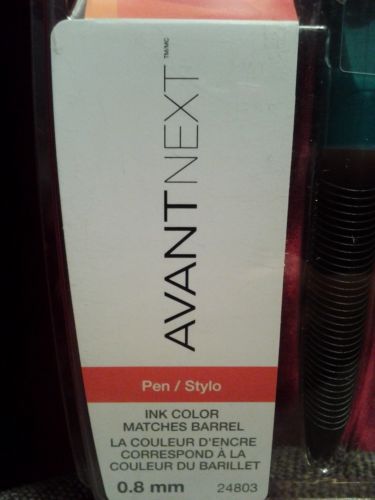 AVANTNEXT TM/MC
Pen / Stylo
INK COLOR
MATCHES BARREL
LA COULEUR D'ENCRE
CORRESPOND À LA
COULEUR DU BARILLET
0.8 mm 24803